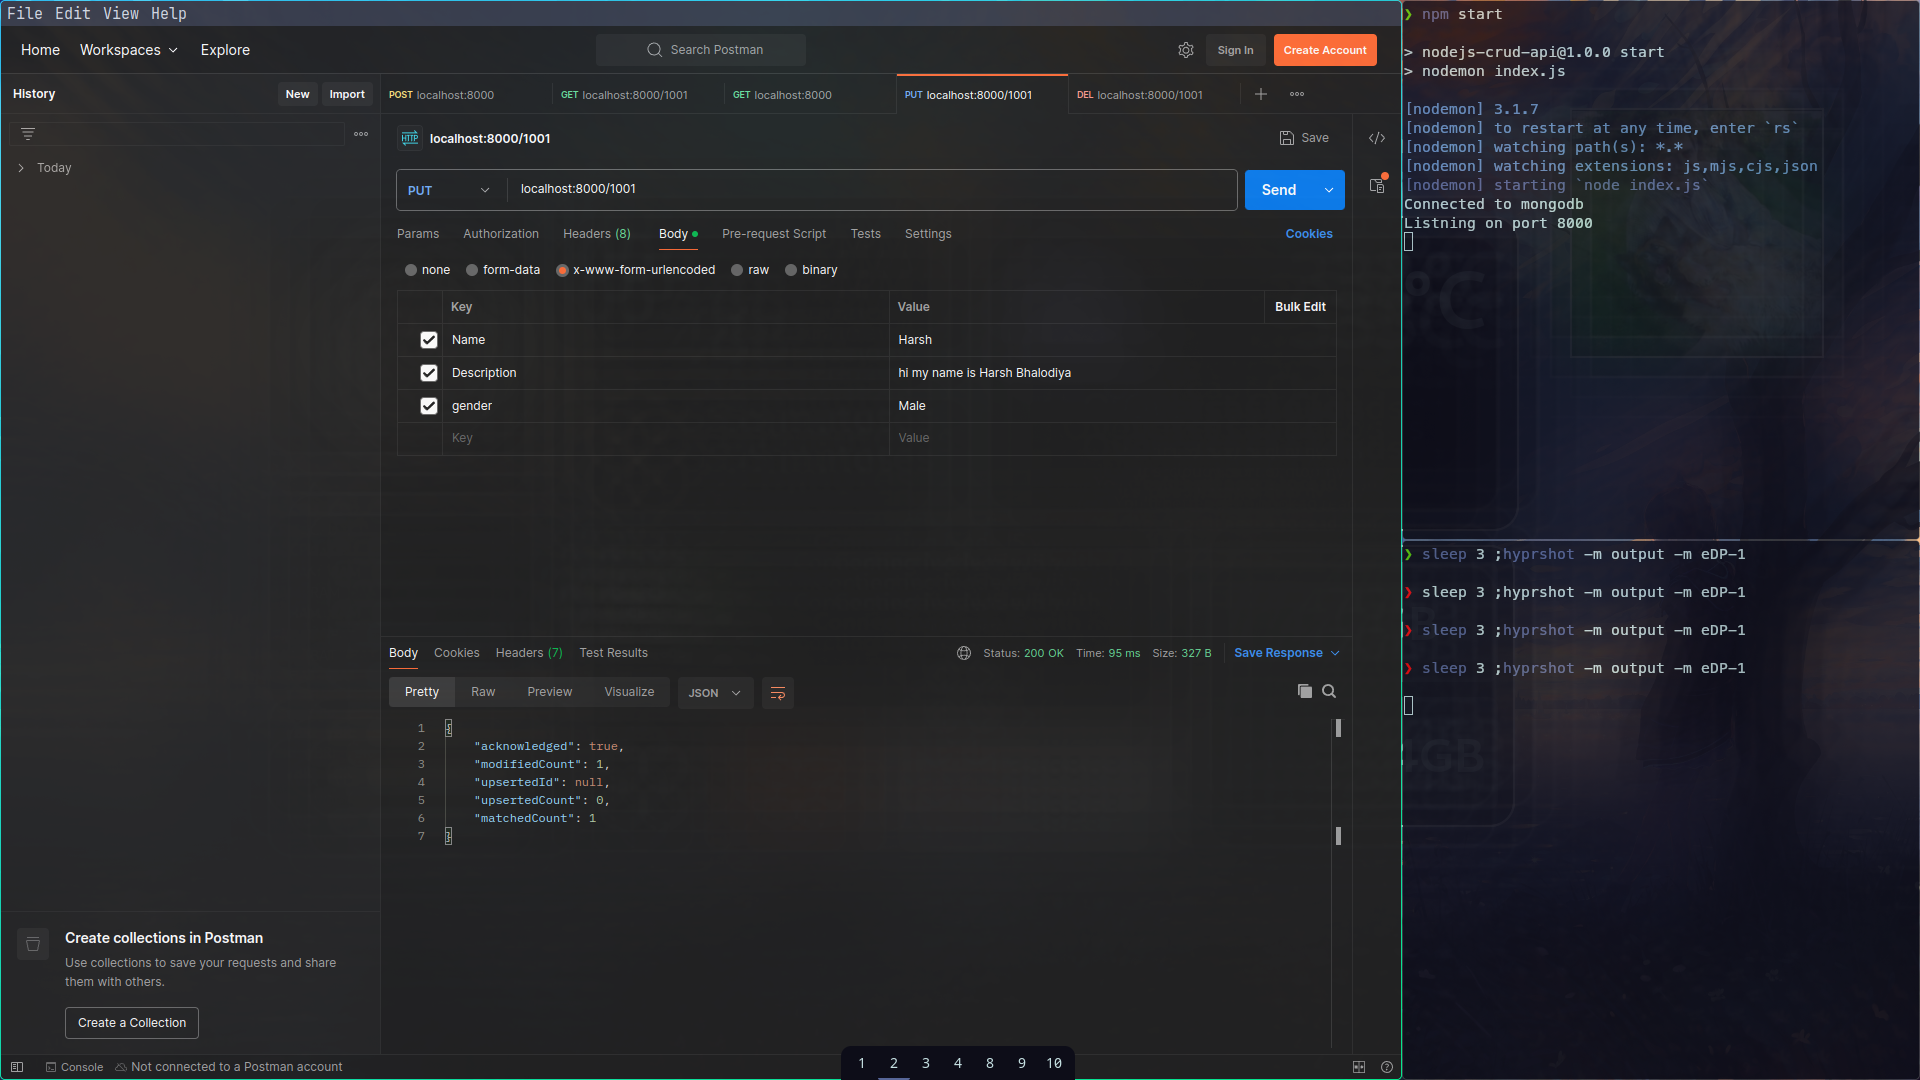 File Edit View Help
Home Workspaces Explore
Search Postman
Sign In
Create Account
History
New
Import
Today
POST localhost:8000
GET localhost:8000/1001
GET localhost:8000
PUT localhost:8000/1001
DEL localhost:8000/1001
HTTP localhost:8000/1001
Save
PUT localhost:8000/1001
Send
Params Authorization Headers (8) Body Pre-request Script Tests Settings Cookies
none form-data x-www-form-urlencoded raw binary
Key Value Bulk Edit
Name Harsh
Description hi my name is Harsh Bhalodiya
gender Male
Key Value
Body Cookies Headers (7) Test Results Status: 200 OK Time: 95 ms Size: 327 B Save Response
Pretty Raw Preview Visualize JSON
1 {
2 "acknowledged": true,
3 "modifiedCount": 1,
4 "upsertedId": null,
5 "upsertedCount": 0,
6 "matchedCount": 1
7 }
Create collections in Postman
Use collections to save your requests and share
them with others.
Create a Collection
Console Not connected to a Postman account
1 2 3 4 8 9 10
❯ npm start
> nodejs-crud-api@1.0.0 start
> nodemon index.js
[nodemon] 3.1.7
[nodemon] to restart at any time, enter `rs`
[nodemon] watching path(s): *.*
[nodemon] watching extensions: js,mjs,cjs,json
[nodemon] starting `node index.js`
Connected to mongodb
Listning on port 8000
°C
❯ sleep 3 ;hyprshot -m output -m eDP-1
❯ sleep 3 ;hyprshot -m output -m eDP-1
❯ sleep 3 ;hyprshot -m output -m eDP-1
❯ sleep 3 ;hyprshot -m output -m eDP-1